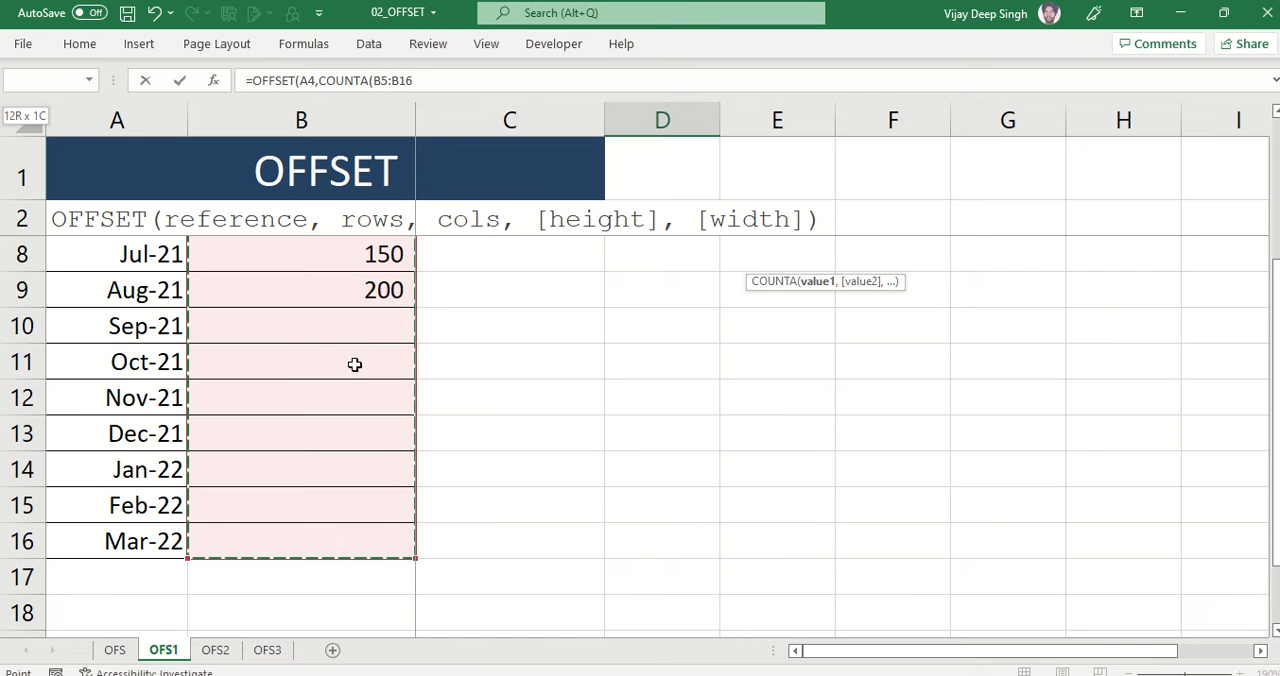 AutoSave Off 02_OFFSET Search (Alt+Q) Vijay Deep Singh
File Home Insert Page Layout Formulas Data Review View Developer Help Comments Share
fx =OFFSET(A4,COUNTA(B5:B16
12R x 1C
A B C D E F G H I
1 OFFSET
2 OFFSET(reference, rows, cols, [height], [width])
8 Jul-21 150
9 Aug-21 200
COUNTA(value1, [value2], ...)
10 Sep-21
11 Oct-21
12 Nov-21
13 Dec-21
14 Jan-22
15 Feb-22
16 Mar-22
17
18
OFS OFS1 OFS2 OFS3
Point Accessibility: Investigate 190%